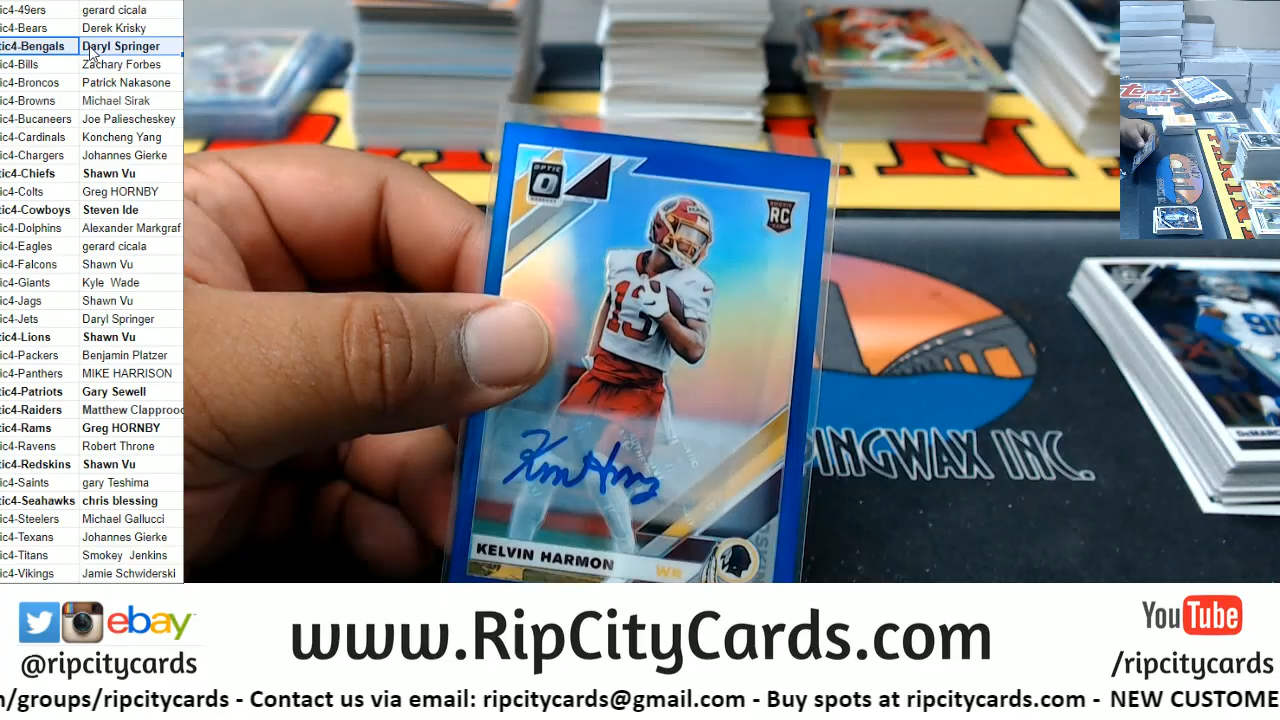 ic4-49ers gerard cicala
ic4-Bears Derek Krisky
tic4-Bengals Daryl Springer
ic4-Bills Zachary Forbes
ic4-Broncos Patrick Nakasone
ic4-Browns Michael Sirak
ic4-Bucaneers Joe Paliescheskey
ic4-Cardinals Koncheng Yang
ic4-Chargers Johannes Gierke
tic4-Chiefs Shawn Vu
ic4-Colts Greg HORNBY
tic4-Cowboys Steven Ide
ic4-Dolphins Alexander Markgraf
ic4-Eagles gerard cicala
ic4-Falcons Shawn Vu
ic4-Giants Kyle Wade
ic4-Jags Shawn Vu
ic4-Jets Daryl Springer
tic4-Lions Shawn Vu
ic4-Packers Benjamin Platzer
ic4-Panthers MIKE HARRISON
tic4-Patriots Gary Sewell
ic4-Raiders Matthew Clapprood
tic4-Rams Greg HORNBY
ic4-Ravens Robert Throne
tic4-Redskins Shawn Vu
ic4-Saints gary Teshima
tic4-Seahawks chris blessing
ic4-Steelers Michael Gallucci
ic4-Texans Johannes Gierke
ic4-Titans Smokey Jenkins
ic4-Vikings Jamie Schwiderski
OPTIC
RC
13
KELVIN HARMON
WR
PINGWAX INC.
90
ebay
@ripcitycards
www.RipCityCards.com
YouTube
/ripcitycards
n/groups/ripcitycards - Contact us via email: ripcitycards@gmail.com - Buy spots at ripcitycards.com - NEW CUSTOME